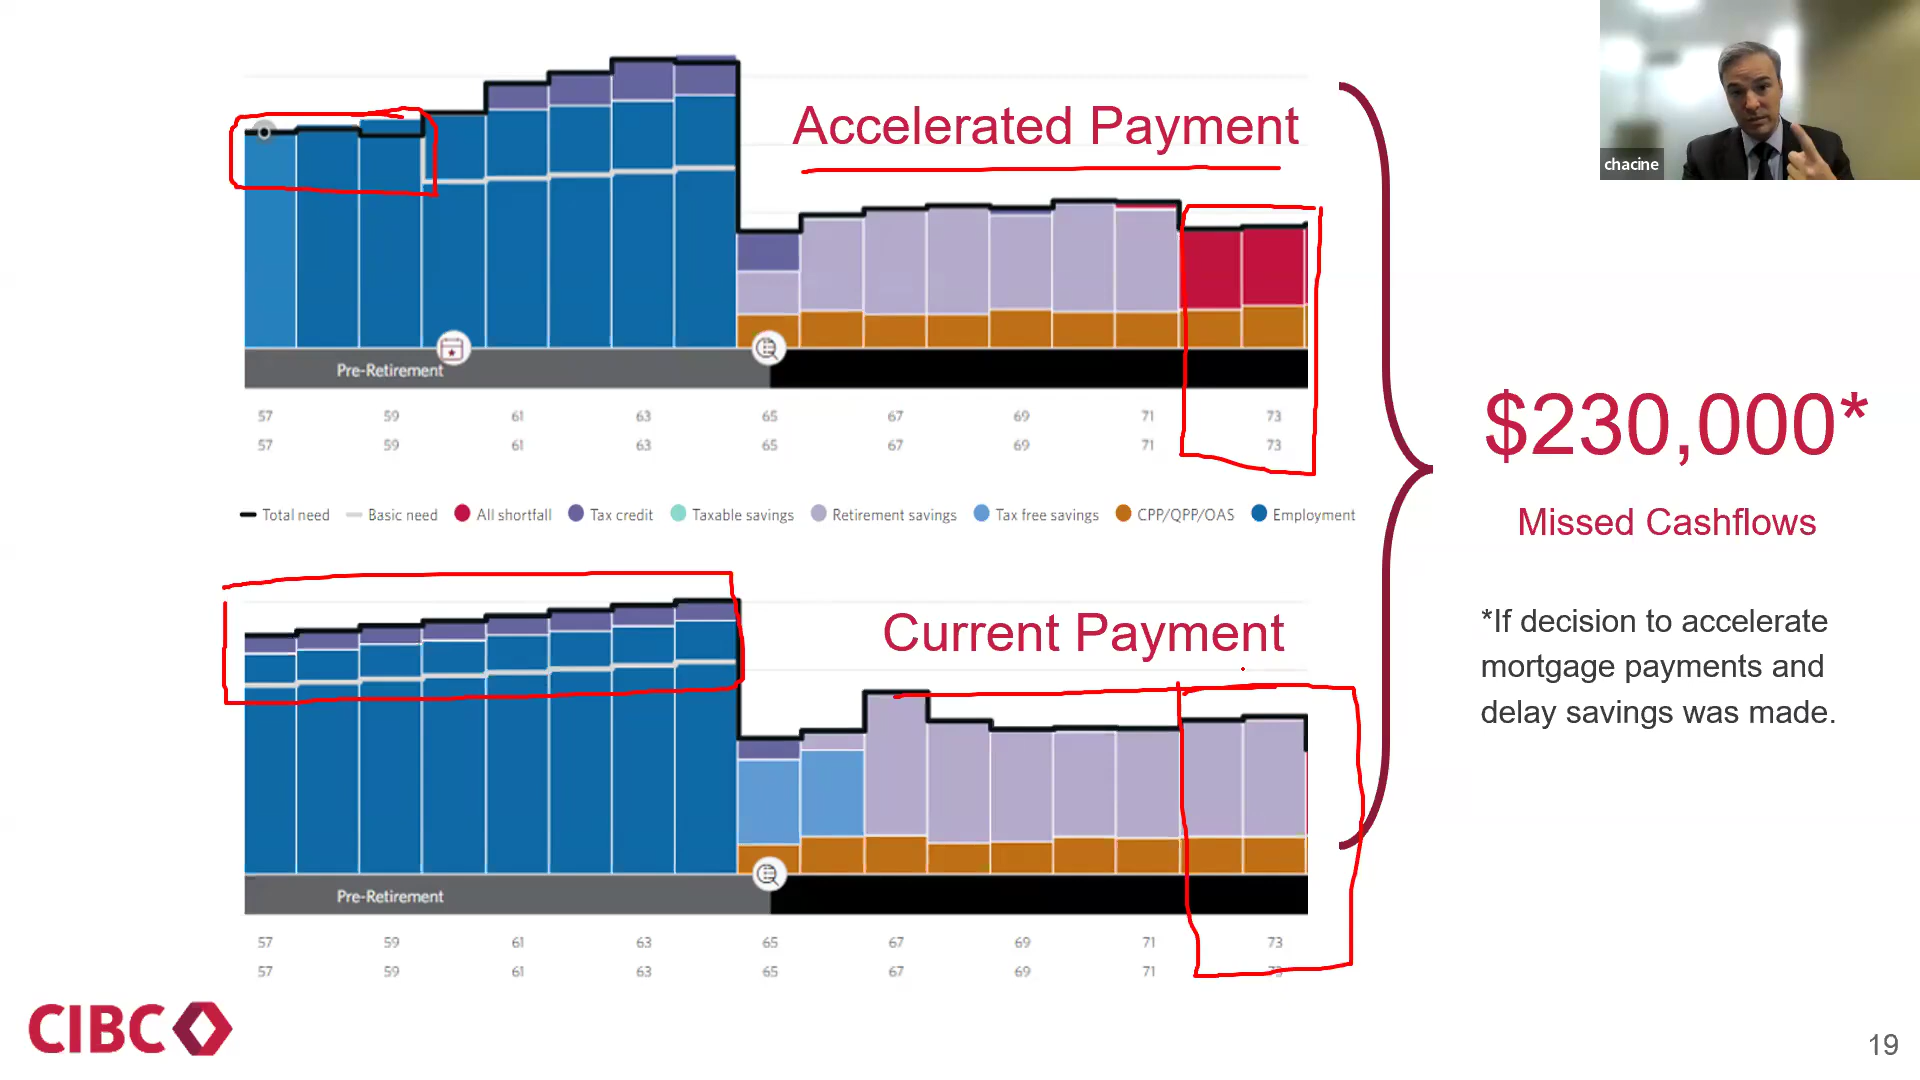 chacine
Accelerated Payment
Pre-Retirement
57 59 61 63 65 67 69 71 73
57 59 61 63 65 67 69 71 73
Total need Basic need All shortfall Tax credit Taxable savings Retirement savings Tax free savings CPP/QPP/OAS Employment
$230,000*
Missed Cashflows
*If decision to accelerate
mortgage payments and
delay savings was made.
Current Payment
Pre-Retirement
57 59 61 63 65 67 69 71 73
57 59 61 63 65 67 69 71 73
CIBC
19